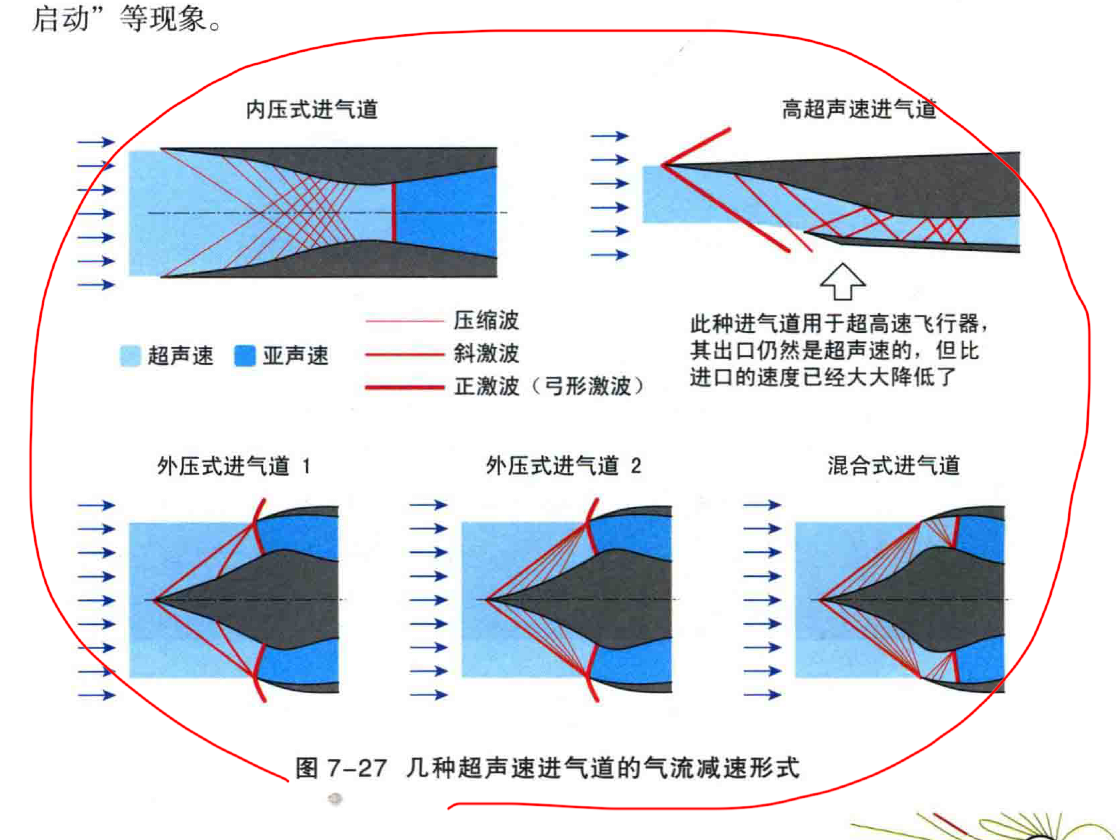 启动”等现象。
内压式进气道
高超声速进气道
压缩波
超声速 亚声速
斜激波
正激波（弓形激波）
此种进气道用于超高速飞行器，
其出口仍然是超声速的，但比
进口的速度已经大大降低了
外压式进气道 1
外压式进气道 2
混合式进气道
图 7-27 几种超声速进气道的气流减速形式